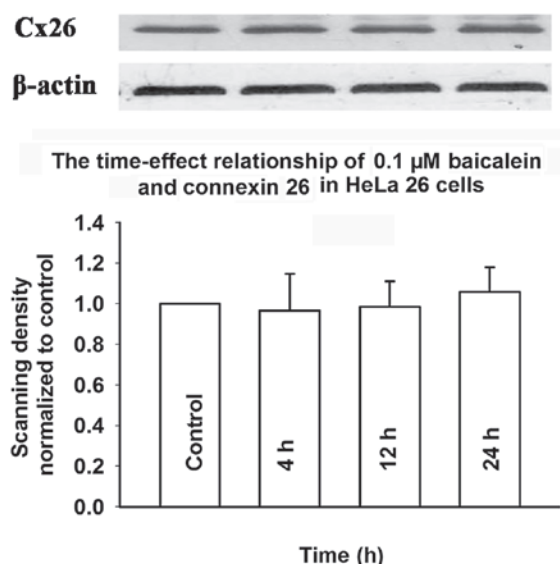 Cx26
β-actin
The time-effect relationship of 0.1 µM baicalein
and connexin 26 in HeLa 26 cells
Scanning density
normalized to control
1.4
1.2
1.0
0.8
0.6
0.4
0.2
0.0
Control
4 h
12 h
24 h
Time (h)